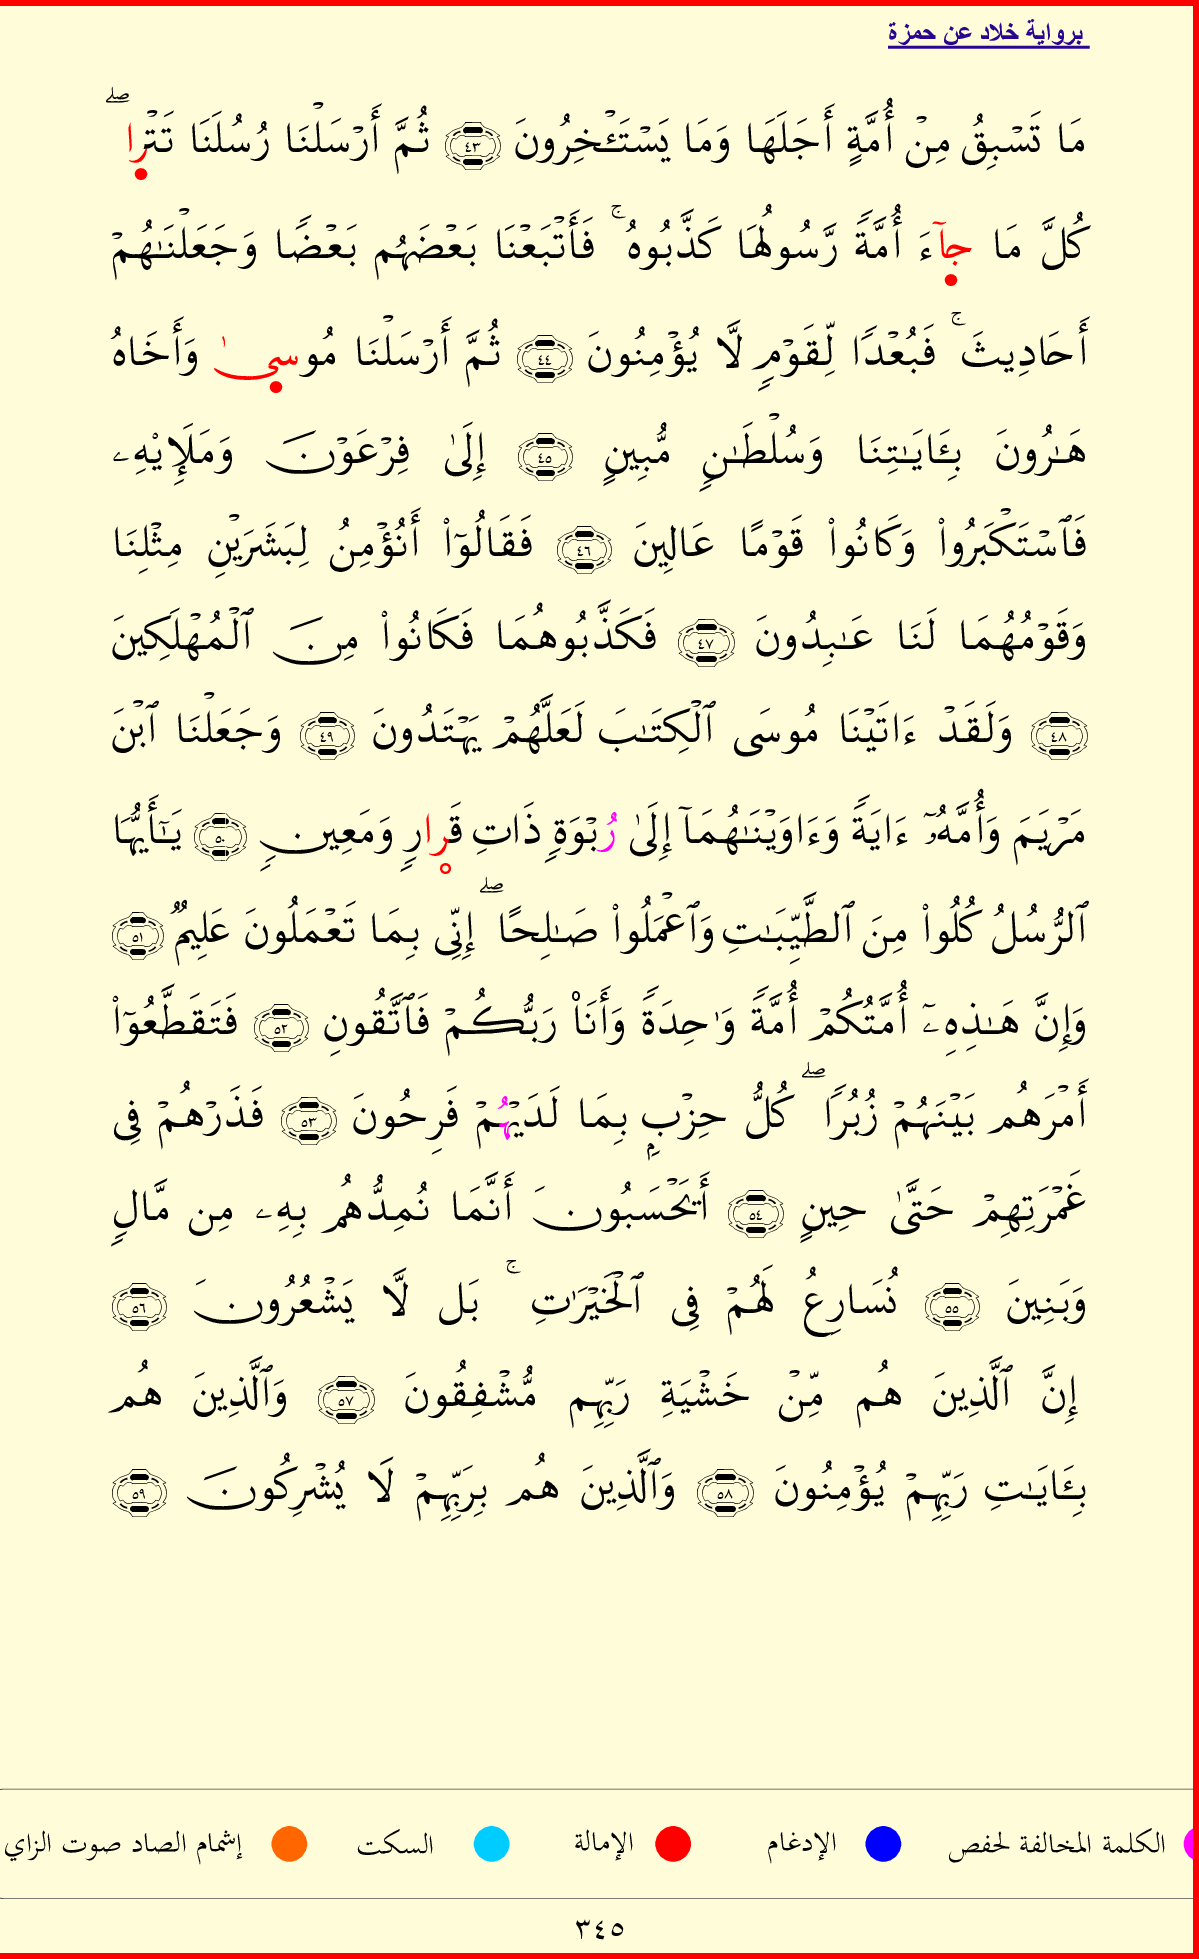 برواية خلاد عن حمزة
مَا تَسۡبِقُ مِنۡ أُمَّةٍ أَجَلَهَا وَمَا يَسۡتَـٔۡخِرُونَ ٤٣ ثُمَّ أَرۡسَلۡنَا رُسُلَنَا تَتۡراۖ
كُلَّ مَا جآءَ أُمَّةٗ رَّسُولُهَا كَذَّبُوهُۚ فَأَتۡبَعۡنَا بَعۡضَهُم بَعۡضٗا وَجَعَلۡنَٰهُمۡ
أَحَادِيثَۚ فَبُعۡدٗا لِّقَوۡمٖ لَّا يُؤۡمِنُونَ ٤٤ ثُمَّ أَرۡسَلۡنَا مُوسىٰ وَأَخَاهُ
هَٰرُونَ بِـَٔايَٰتِنَا وَسُلۡطَٰنٖ مُّبِينٍ ٤٥ إِلَىٰ فِرۡعَوۡنَ وَمَلَإِيْهِۦ
فَٱسۡتَكۡبَرُواْ وَكَانُواْ قَوۡمًا عَالِينَ ٤٦ فَقَالُوٓاْ أَنُؤۡمِنُ لِبَشَرَيۡنِ مِثۡلِنَا
وَقَوۡمُهُمَا لَنَا عَٰبِدُونَ ٤٧ فَكَذَّبُوهُمَا فَكَانُواْ مِنَ ٱلۡمُهۡلَكِينَ
٤٨ وَلَقَدۡ ءَاتَيۡنَا مُوسَى ٱلۡكِتَٰبَ لَعَلَّهُمۡ يَهۡتَدُونَ ٤٩ وَجَعَلۡنَا ٱبۡنَ
مَرۡيَمَ وَأُمَّهُۥٓ ءَايَةٗ وَءَاوَيۡنَٰهُمَآ إِلَىٰ رُبۡوَةٖ ذَاتِ قَرارٖ وَمَعِينٖ ٥٠ يَٰٓأَيُّهَا
ٱلرُّسُلُ كُلُواْ مِنَ ٱلطَّيِّبَٰتِ وَٱعۡمَلُواْ صَٰلِحًاۖ إِنِّي بِمَا تَعۡمَلُونَ عَلِيمٞ ٥١
وَإِنَّ هَٰذِهِۦٓ أُمَّتُكُمۡ أُمَّةٗ وَٰحِدَةٗ وَأَنَا۠ رَبُّكُمۡ فَٱتَّقُونِ ٥٢ فَتَقَطَّعُوٓاْ
أَمۡرَهُم بَيۡنَهُمۡ زُبُرٗاۖ كُلُّ حِزۡبِۭ بِمَا لَدَيۡهُمۡ فَرِحُونَ ٥٣ فَذَرۡهُمۡ فِي
غَمۡرَتِهِمۡ حَتَّىٰ حِينٍ ٥٤ أَيَحۡسَبُونَ أَنَّمَا نُمِدُّهُم بِهِۦ مِن مَّالٖ
وَبَنِينَ ٥٥ نُسَارِعُ لَهُمۡ فِي ٱلۡخَيۡرَٰتِۚ بَل لَّا يَشۡعُرُونَ ٥٦
إِنَّ ٱلَّذِينَ هُم مِّنۡ خَشۡيَةِ رَبِّهِم مُّشۡفِقُونَ ٥٧ وَٱلَّذِينَ هُم
بِـَٔايَٰتِ رَبِّهِمۡ يُؤۡمِنُونَ ٥٨ وَٱلَّذِينَ هُم بِرَبِّهِمۡ لَا يُشۡرِكُونَ ٥٩
الكلمة المخالفة لحفص الإدغام الإمالة السكت إشمام الصاد صوت الزاي
٣٤٥